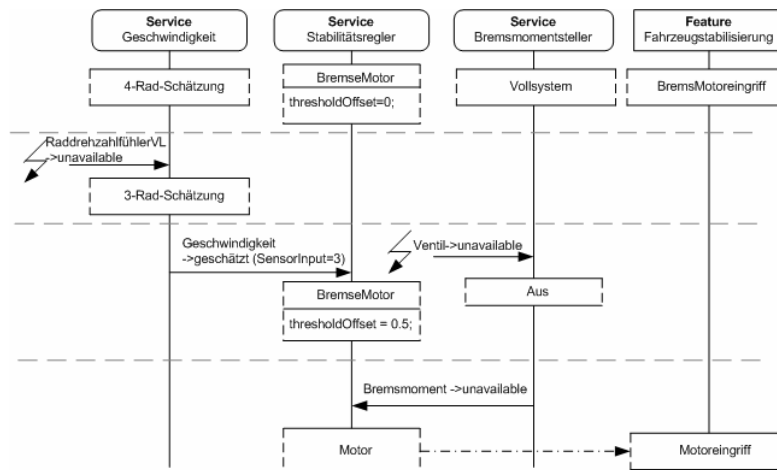 Service
Geschwindigkeit
Service
Stabilitätsregler
Service
Bremsmomentsteller
Feature
Fahrzeugstabilisierung
4-Rad-Schätzung
BremseMotor
thresholdOffset=0;
Vollsystem
BremsMotoreingriff
RaddrehzahlfühlerVL
->unavailable
3-Rad-Schätzung
Geschwindigkeit
->geschätzt (SensorInput=3)
Ventil->unavailable
BremseMotor
thresholdOffset = 0.5;
Aus
Bremsmoment ->unavailable
Motor
Motoreingriff